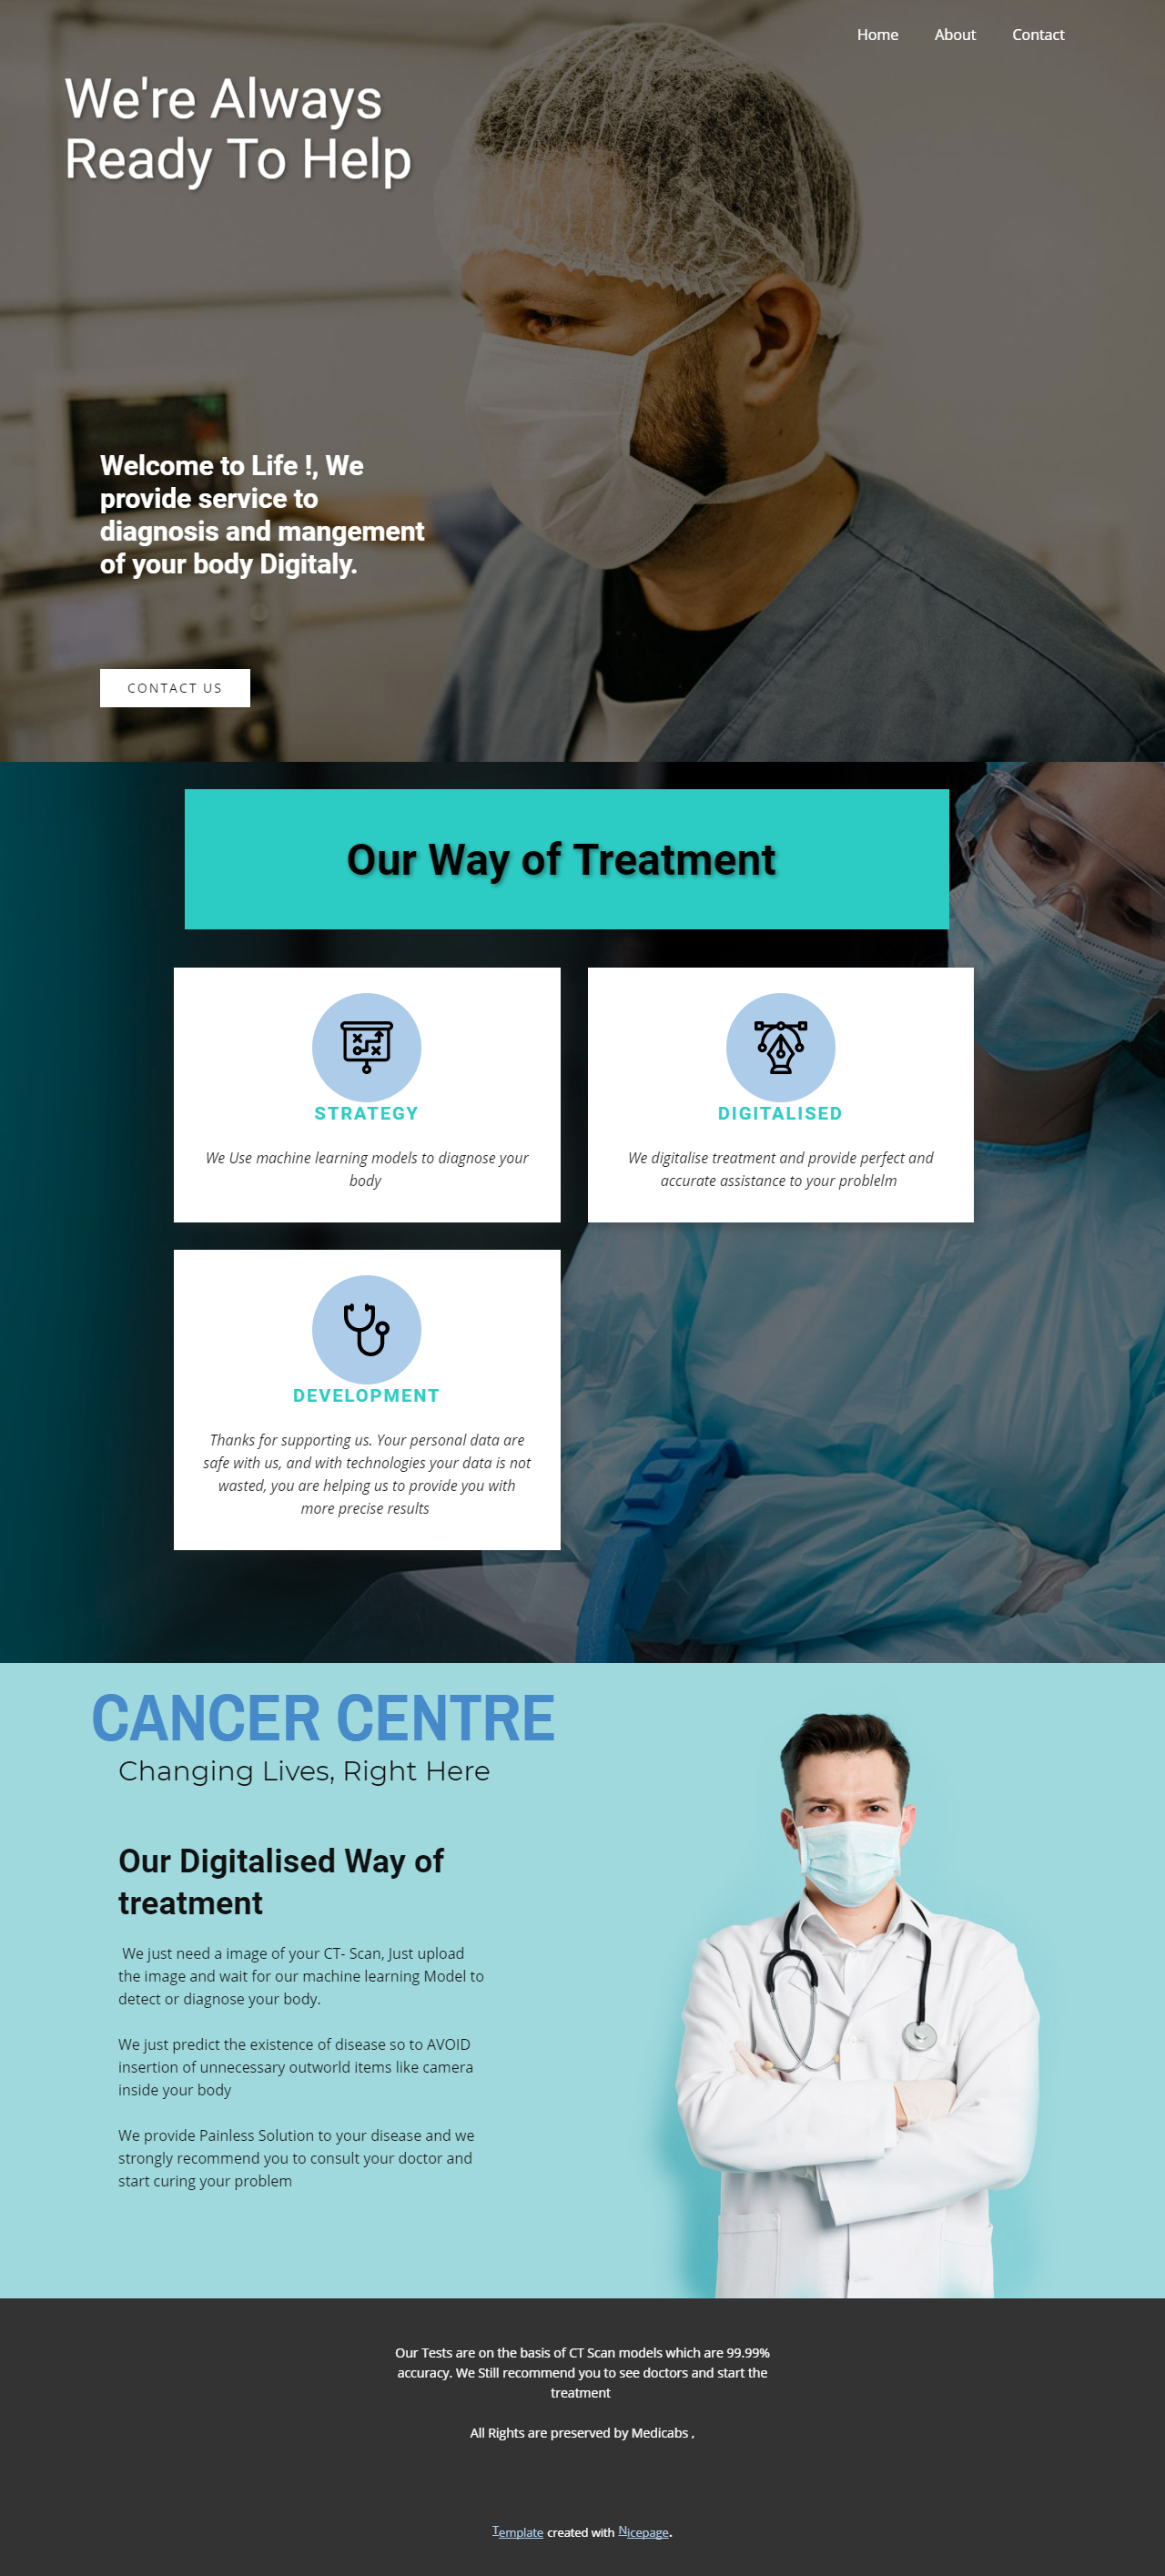 Home About Contact
We're Always
Ready To Help
Welcome to Life !, We
provide service to
diagnosis and mangement
of your body Digitaly.
CONTACT US
Our Way of Treatment
STRATEGY
We Use machine learning models to diagnose your
body
DIGITALISED
We digitalise treatment and provide perfect and
accurate assistance to your problelm
DEVELOPMENT
Thanks for supporting us. Your personal data are
safe with us, and with technologies your data is not
wasted, you are helping us to provide you with
more precise results
CANCER CENTRE
Changing Lives, Right Here
Our Digitalised Way of
treatment
We just need a image of your CT- Scan, Just upload
the image and wait for our machine learning Model to
detect or diagnose your body.
We just predict the existence of disease so to AVOID
insertion of unnecessary outworld items like camera
inside your body
We provide Painless Solution to your disease and we
strongly recommend you to consult your doctor and
start curing your problem
Our Tests are on the basis of CT Scan models which are 99.99%
accuracy. We Still recommend you to see doctors and start the
treatment
All Rights are preserved by Medicabs ,
Template created with Nicepage.